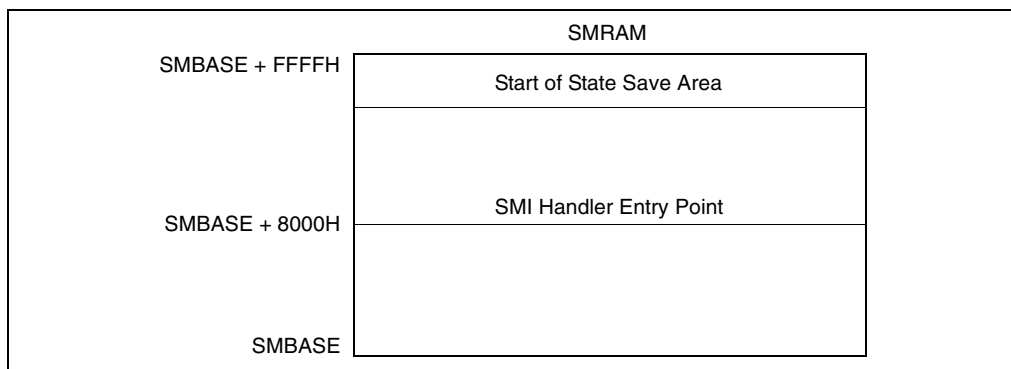 SMRAM
SMBASE + FFFFH
Start of State Save Area
SMI Handler Entry Point
SMBASE + 8000H
SMBASE